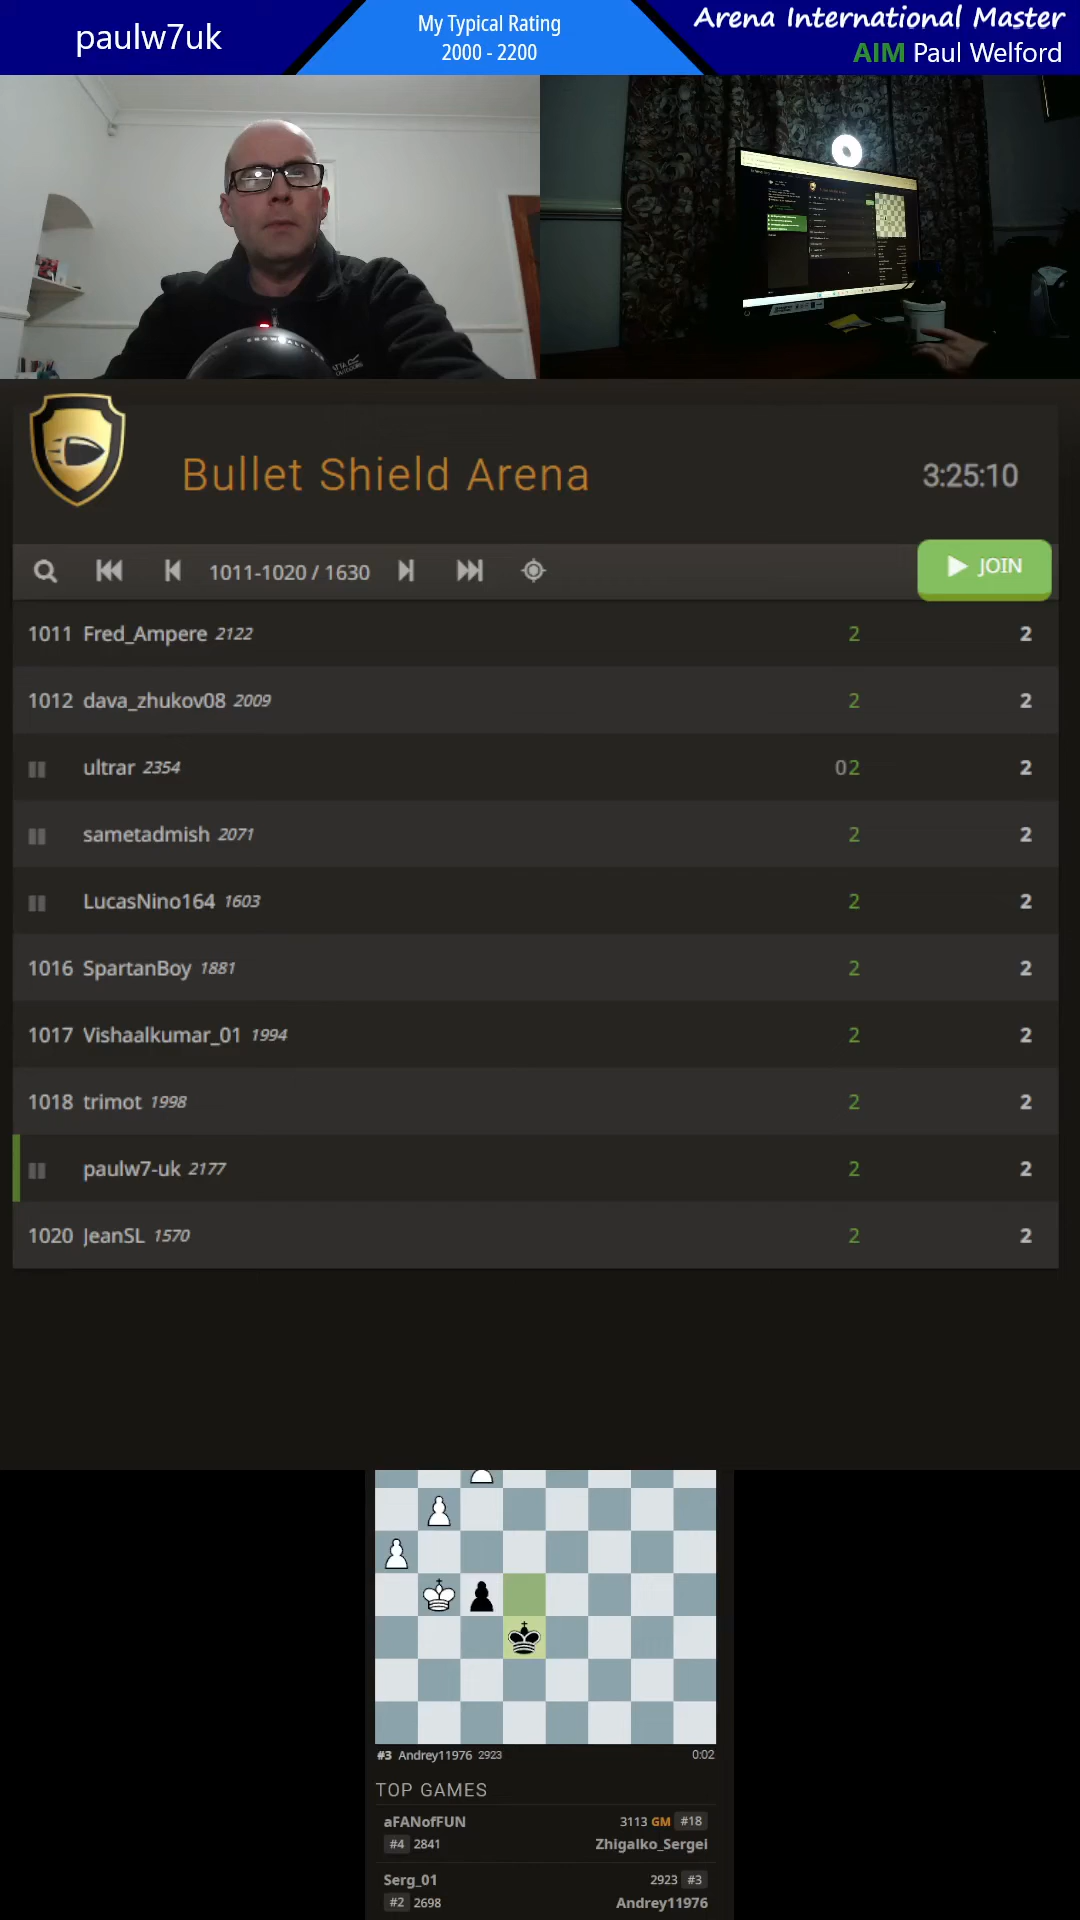 paulw7uk
My Typical Rating
2000 - 2200
Arena International Master
AIM Paul Welford
Bullet Shield Arena
3:25:10
1011-1020 / 1630
JOIN
1011 Fred_Ampere 2122 2 2
1012 dava_zhukov08 2009 2 2
ultrar 2354 02 2
sametadmish 2071 2 2
LucasNino164 1603 2 2
1016 SpartanBoy 1881 2 2
1017 Vishaalkumar_01 1994 2 2
1018 trimot 1998 2 2
paulw7-uk 2177 2 2
1020 JeanSL 1570 2 2
#3 Andrey11976 2923 0:02
TOP GAMES
aFANofFUN 3113 GM #18
#4 2841 Zhigalko_Sergei
Serg_01 2923 #3
#2 2698 Andrey11976